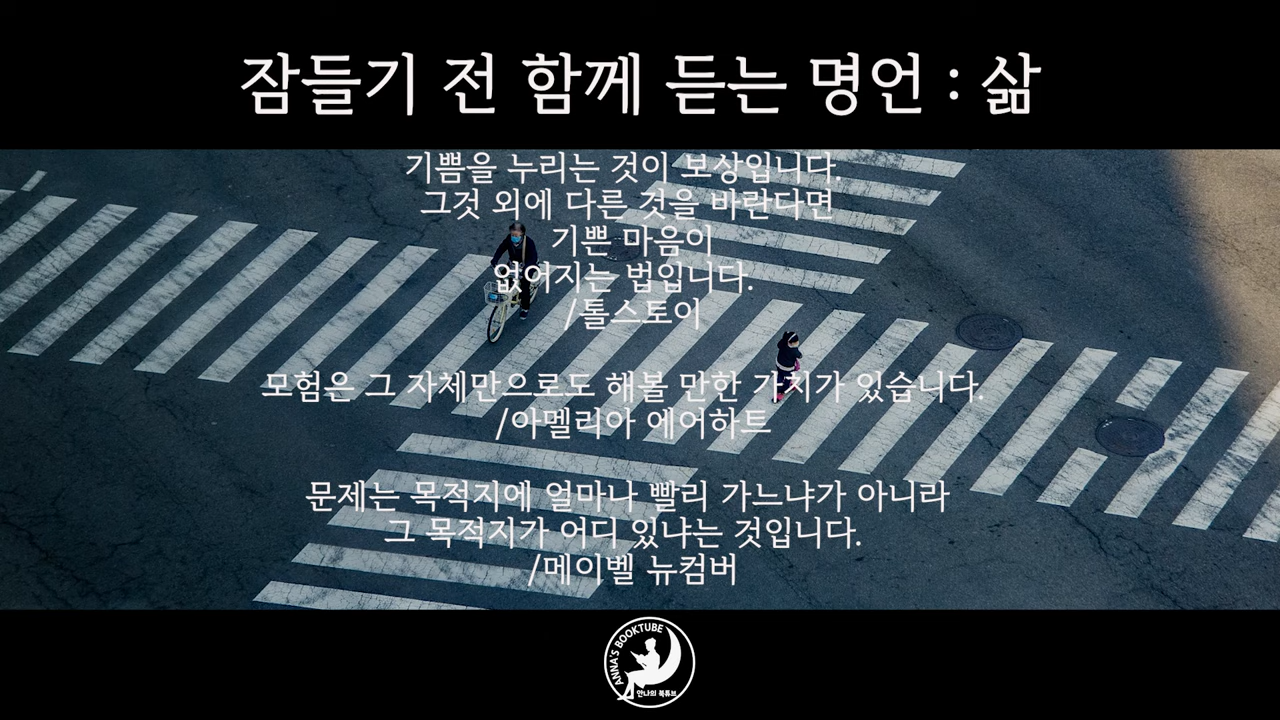 잠들기 전 함께 듣는 명언 : 삶
기쁨을 누리는 것이 보상입니다.
그것 외에 다른 것을 바란다면
기쁜 마음이
없어지는 법입니다.
/톨스토이
모험은 그 자체만으로도 해볼 만한 가치가 있습니다.
/아멜리아 에어하트
문제는 목적지에 얼마나 빨리 가느냐가 아니라
그 목적지가 어디 있냐는 것입니다.
/메이벨 뉴컴버
ANNA'S BOOKTUBE
안나의 북튜브